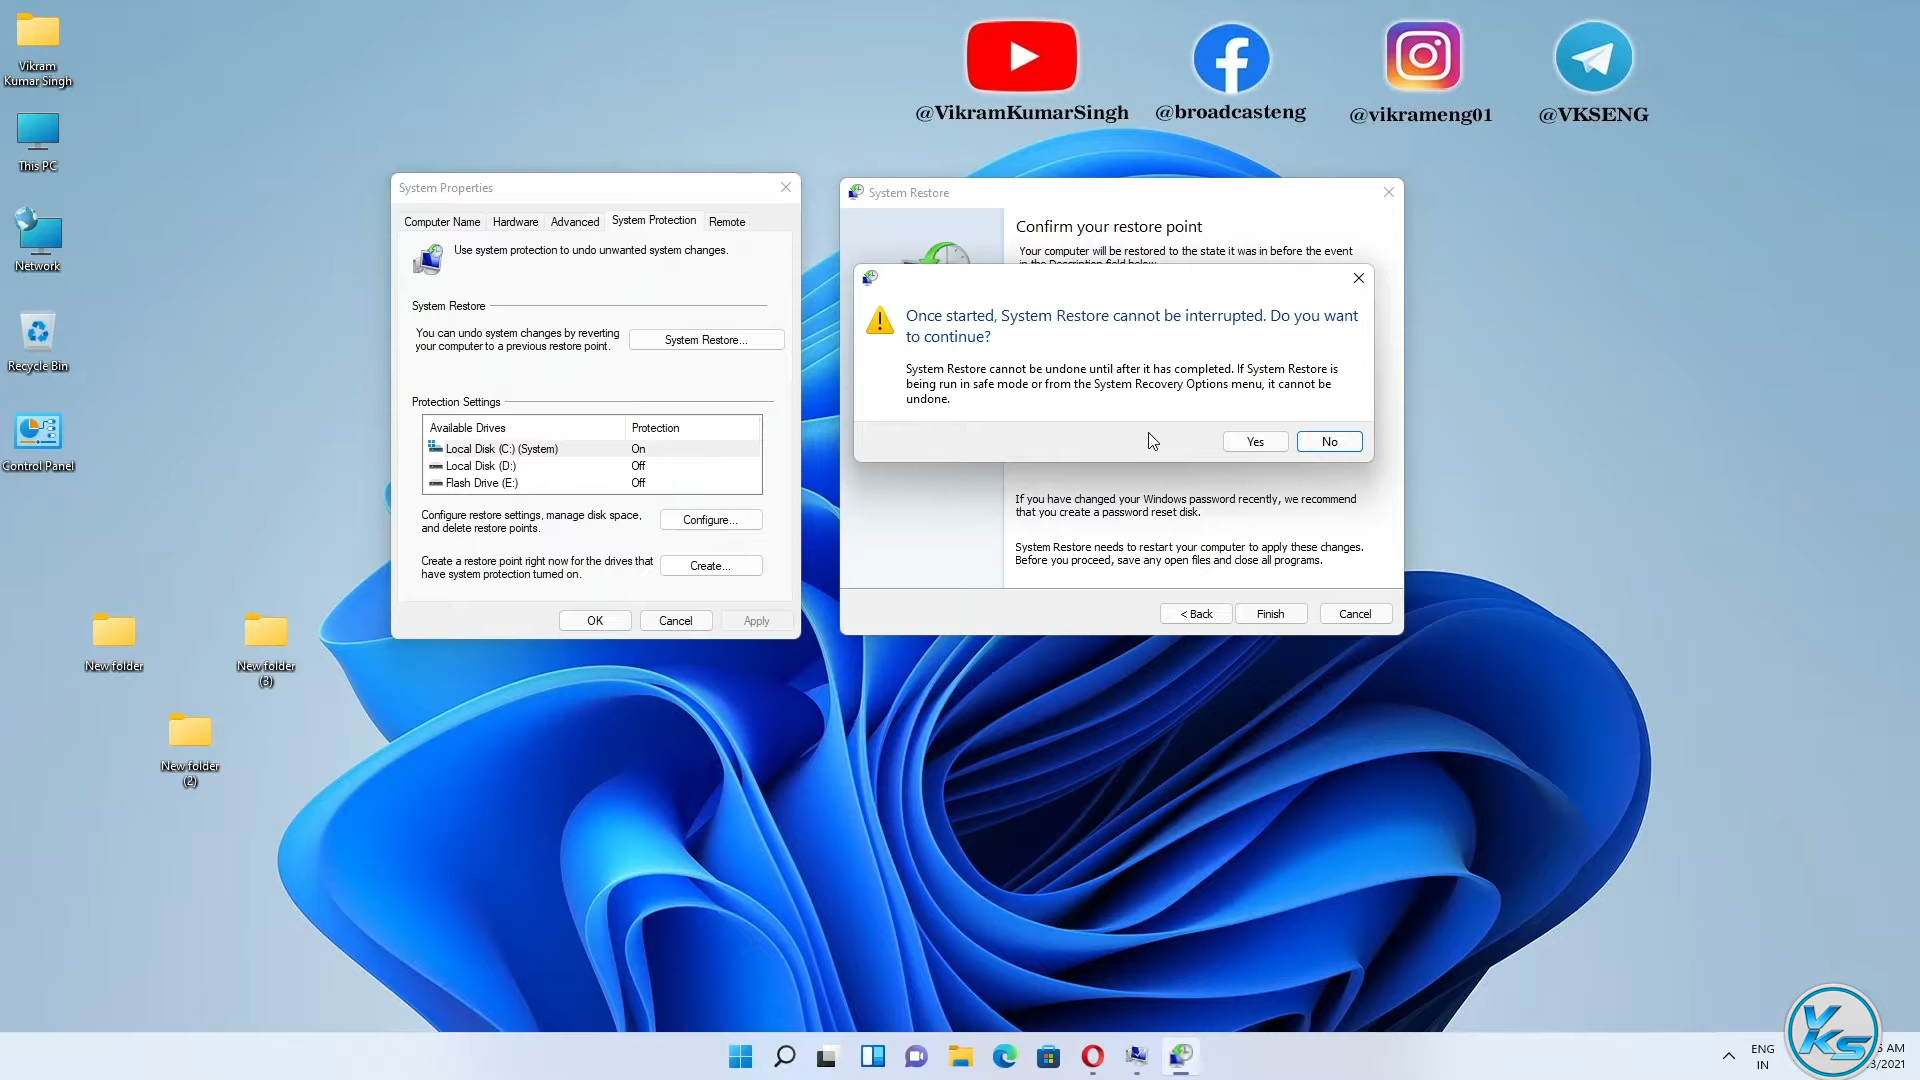 Vikram
Kumar Singh
This PC
Network
Recycle Bin
Control Panel
New folder
New folder
(3)
New folder
(2)
@VikramKumarSingh
@broadcasteng
@vikrameng01
@VKSENG
System Properties
Computer Name
Hardware
Advanced
System Protection
Remote
Use system protection to undo unwanted system changes.
System Restore
You can undo system changes by reverting
your computer to a previous restore point.
System Restore...
Protection Settings
Available Drives
Protection
Local Disk (C:) (System)
On
Local Disk (D:)
Off
Flash Drive (E:)
Off
Configure restore settings, manage disk space,
and delete restore points.
Configure...
Create a restore point right now for the drives that
have system protection turned on.
Create...
OK
Cancel
Apply
System Restore
Confirm your restore point
Your computer will be restored to the state it was in before the event
in the Description field below.
Once started, System Restore cannot be interrupted. Do you want
to continue?
System Restore cannot be undone until after it has completed. If System Restore is
being run in safe mode or from the System Recovery Options menu, it cannot be
undone.
Yes
No
If you have changed your Windows password recently, we recommend
that you create a password reset disk.
System Restore needs to restart your computer to apply these changes.
Before you proceed, save any open files and close all programs.
< Back
Finish
Cancel
ENG
IN
AM
/2021
VKS